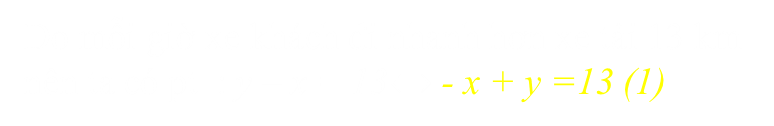 - x + y =13 (1)